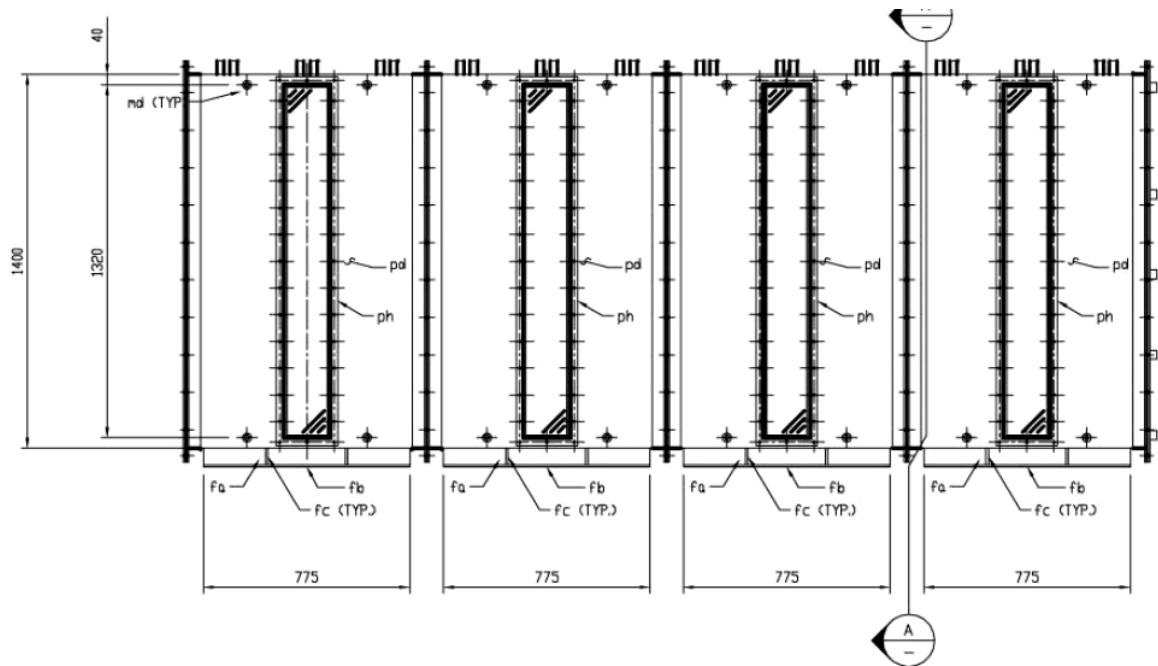 40
—
md (TYP
1400
1320
pd
pd
pd
pd
ph
ph
ph
ph
fa
fb
fc (TYP.)
fa
fb
fc (TYP.)
fa
fb
fc (TYP.)
fa
fb
fc (TYP.)
775
775
775
775
A
—